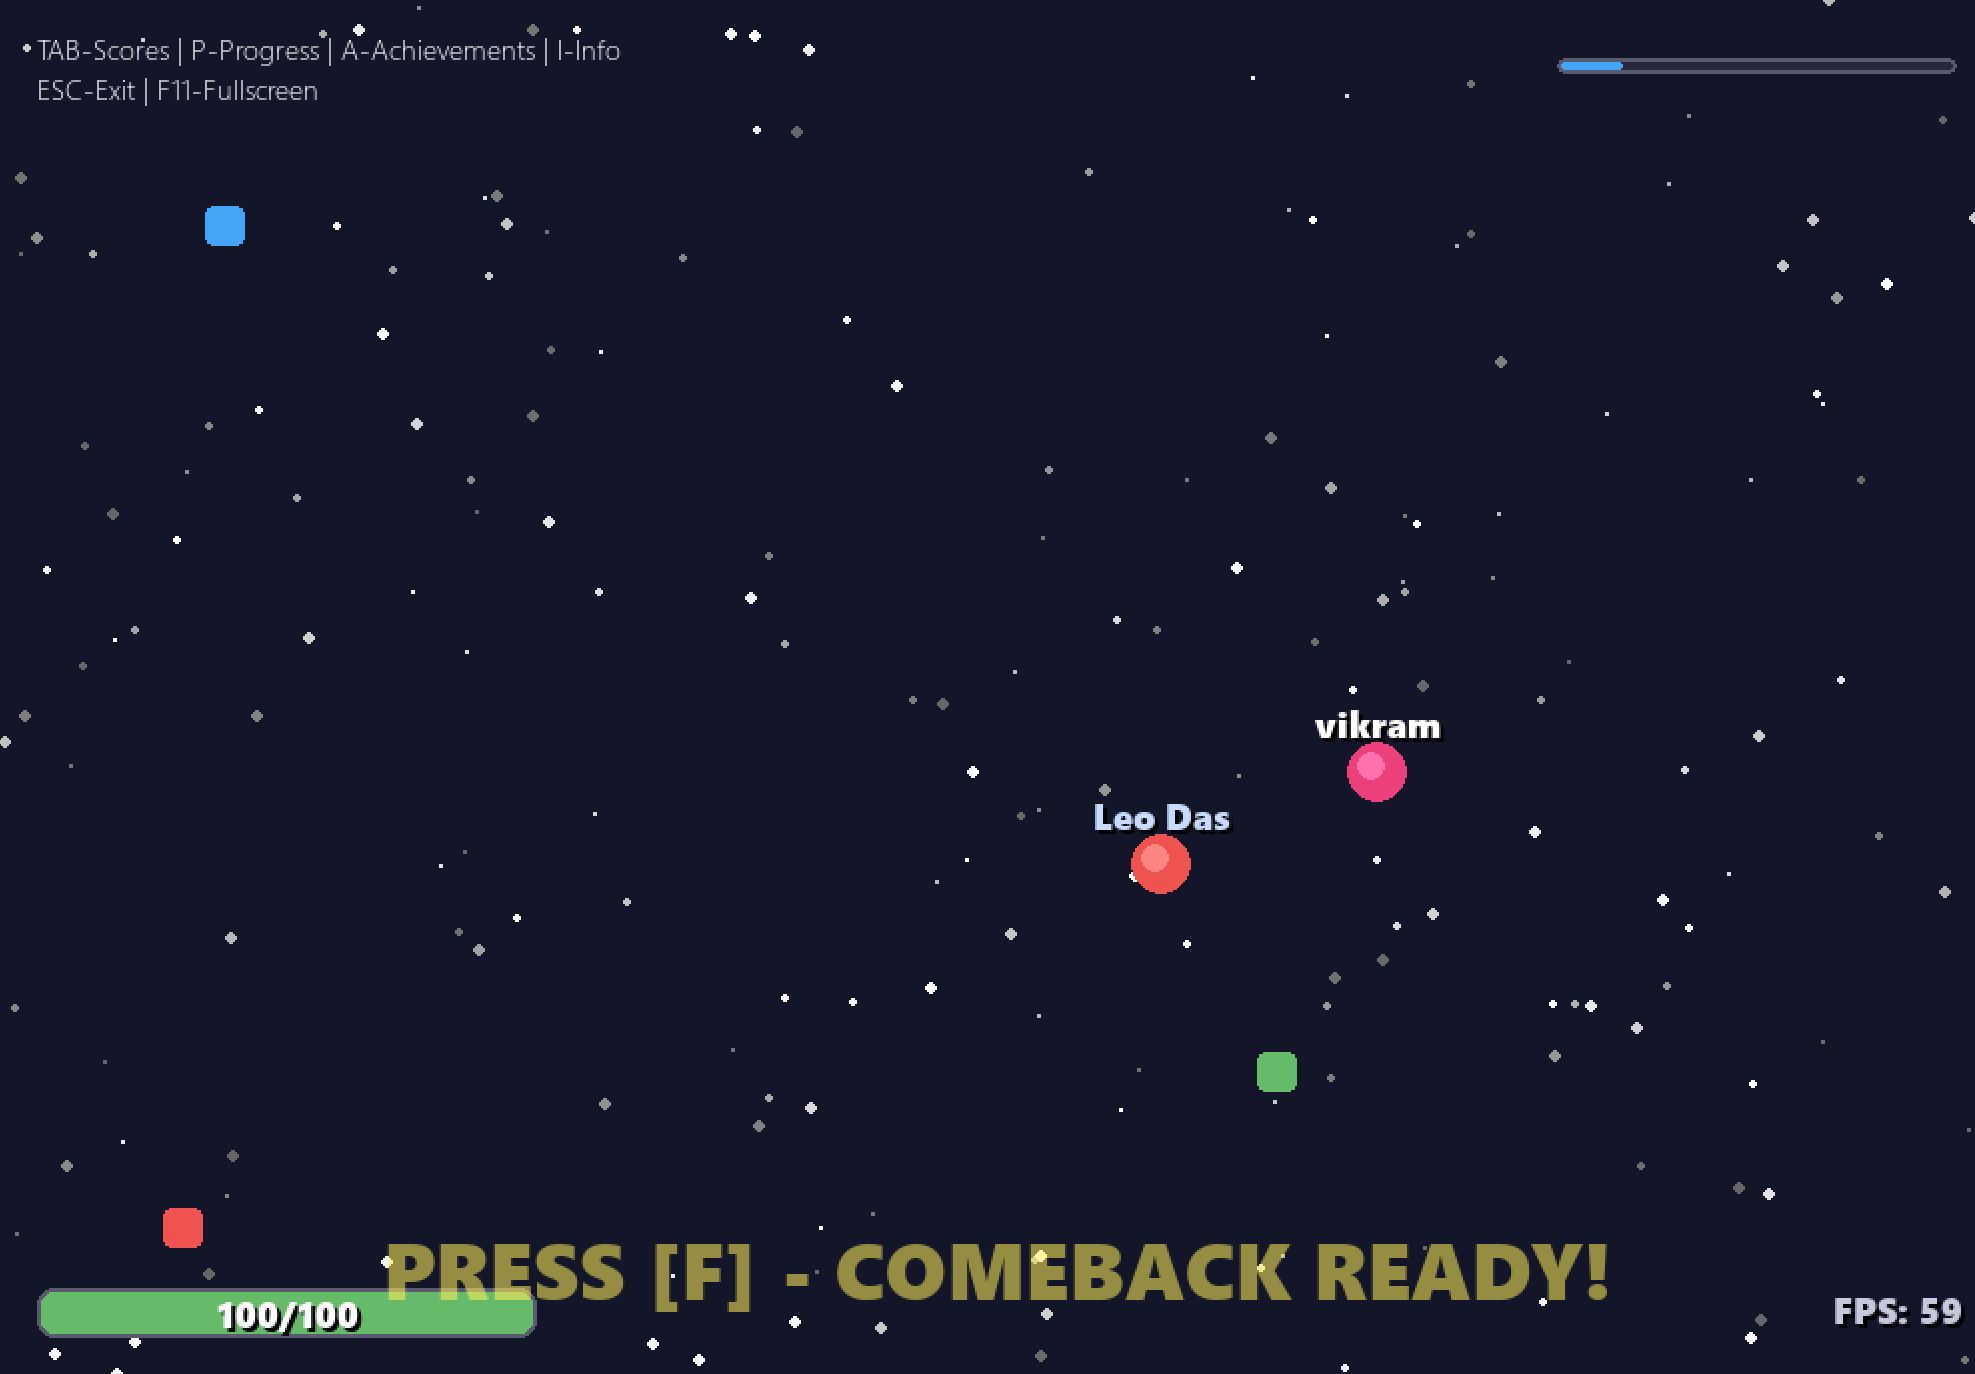 TAB-Scores | P-Progress | A-Achievements | I-Info
ESC-Exit | F11-Fullscreen
vikram
Leo Das
PRESS [F] - COMEBACK READY!
100/100
FPS: 59